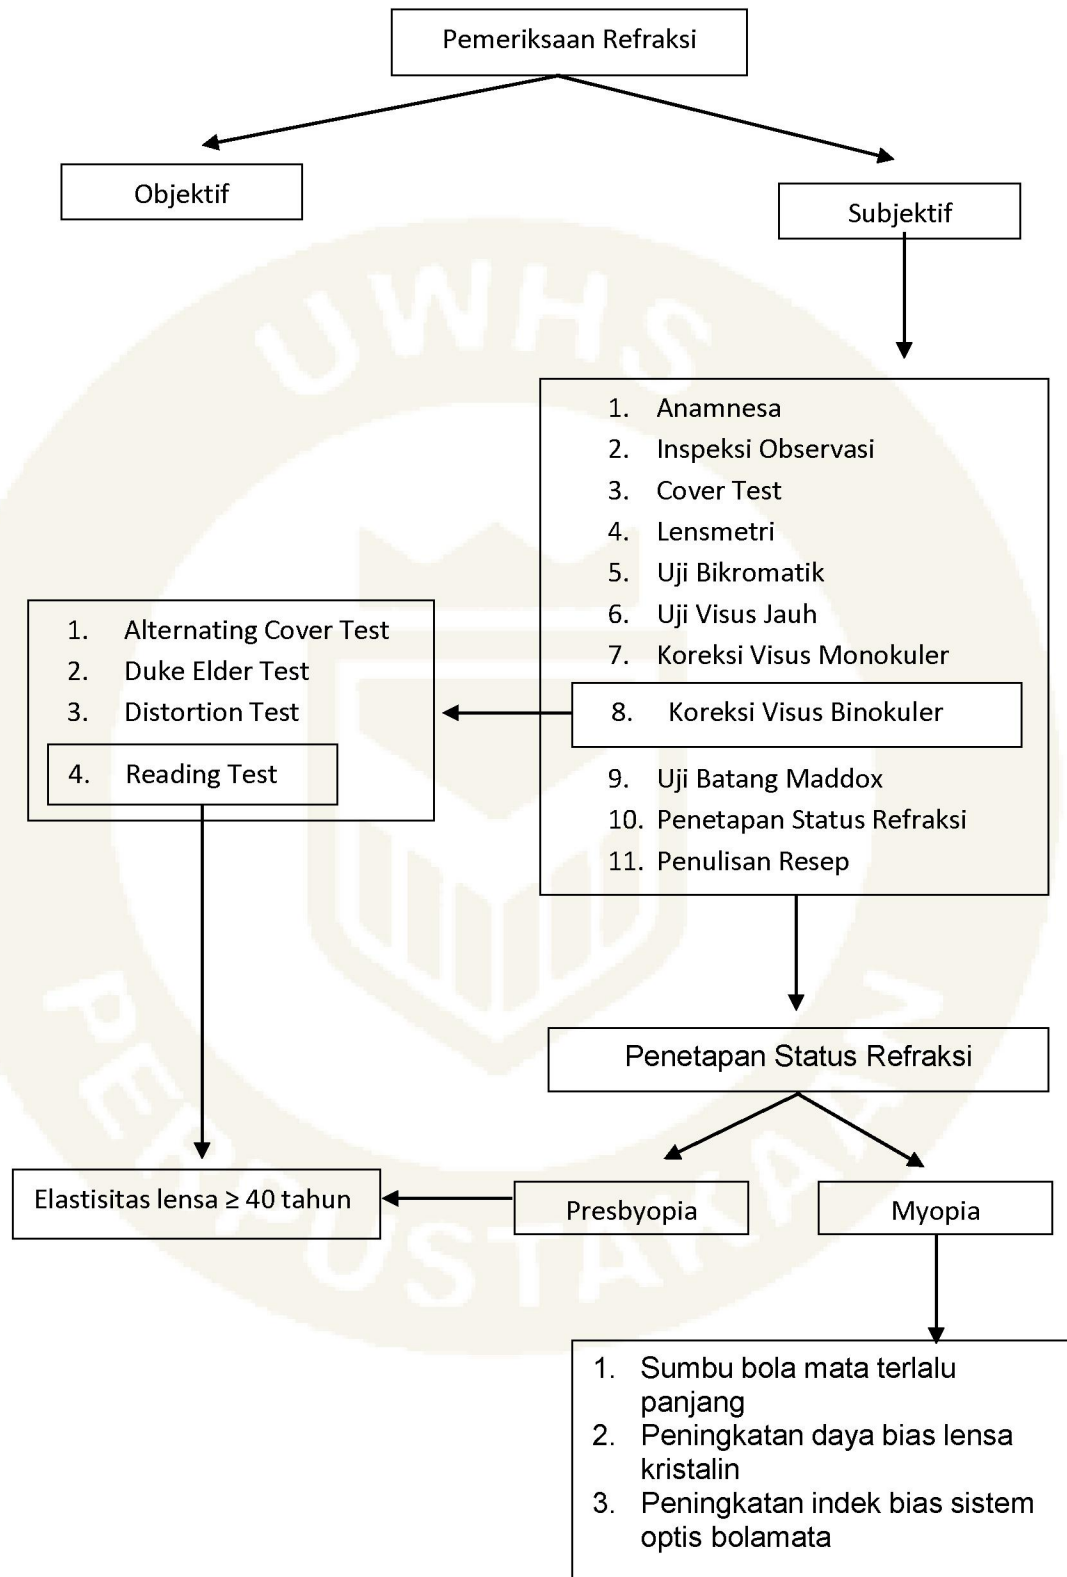 Pemeriksaan Refraksi
Objektif
Subjektif
1. Anamnesa
2. Inspeksi Observasi
3. Cover Test
4. Lensmetri
5. Uji Bikromatik
6. Uji Visus Jauh
7. Koreksi Visus Monokuler
8. Koreksi Visus Binokuler
9. Uji Batang Maddox
10. Penetapan Status Refraksi
11. Penulisan Resep
1. Alternating Cover Test
2. Duke Elder Test
3. Distortion Test
4. Reading Test
Penetapan Status Refraksi
Elastisitas lensa ≥ 40 tahun
Presbyopia
Myopia
1. Sumbu bola mata terlalu
panjang
2. Peningkatan daya bias lensa
kristalin
3. Peningkatan indek bias sistem
optis bolamata
UWHS
PERPUSTAKAAN